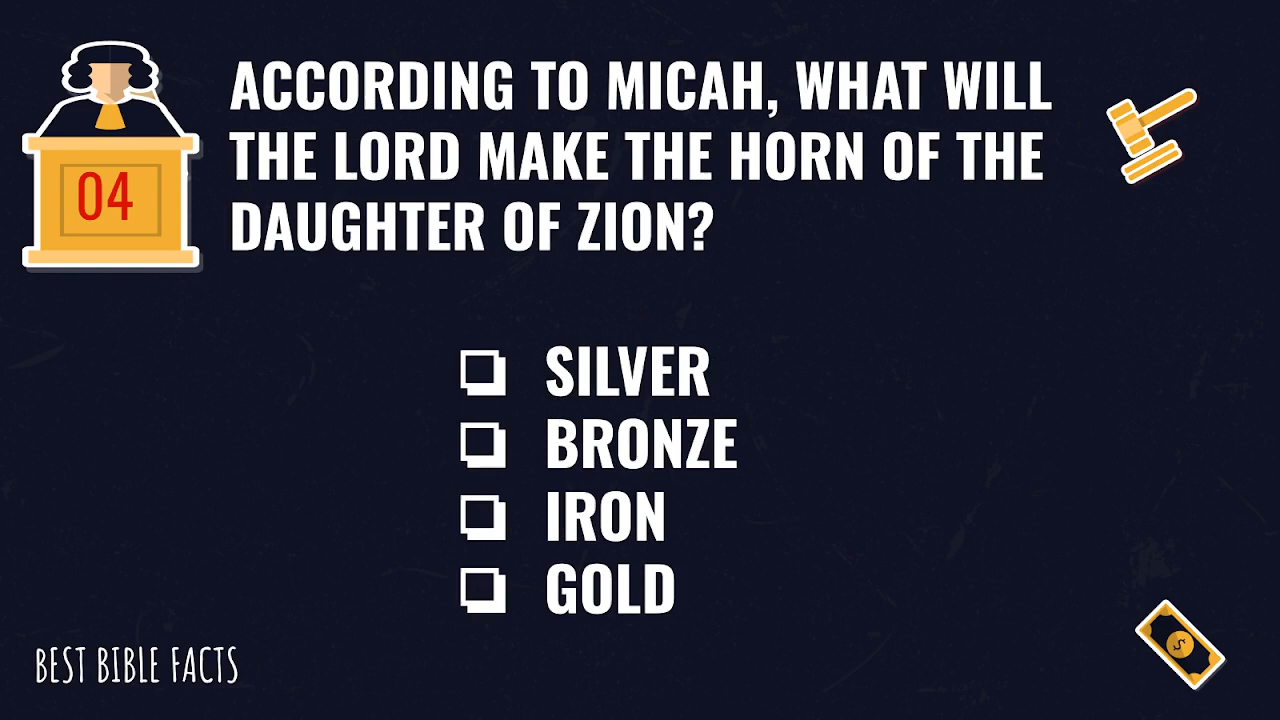 04
ACCORDING TO MICAH, WHAT WILL
THE LORD MAKE THE HORN OF THE
DAUGHTER OF ZION?
SILVER
BRONZE
IRON
GOLD
BEST BIBLE FACTS
$